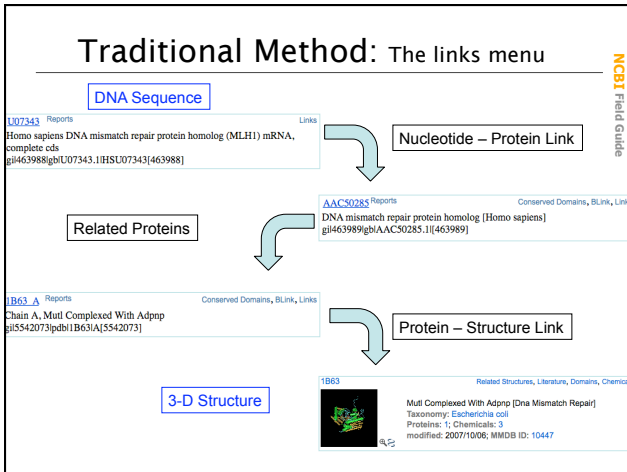 Traditional Method: The links menu
NCBI Field Guide
DNA Sequence
U07343 Reports Links
Homo sapiens DNA mismatch repair protein homolog (MLH1) mRNA,
complete cds
gi|463988|gb|U07343.1|HSU07343[463988]
Nucleotide – Protein Link
AAC50285 Reports Conserved Domains, BLink, Link
DNA mismatch repair protein homolog [Homo sapiens]
gi|463989|gb|AAC50285.1|[463989]
Related Proteins
1B63_A Reports Conserved Domains, BLink, Links
Chain A, Mutl Complexed With Adpnp
gi|5542073|pdb|1B63|A[5542073]
Protein – Structure Link
3-D Structure
1B63 Related Structures, Literature, Domains, Chemica
Mutl Complexed With Adpnp [Dna Mismatch Repair]
Taxonomy: Escherichia coli
Proteins: 1; Chemicals: 3
modified: 2007/10/06; MMDB ID: 10447